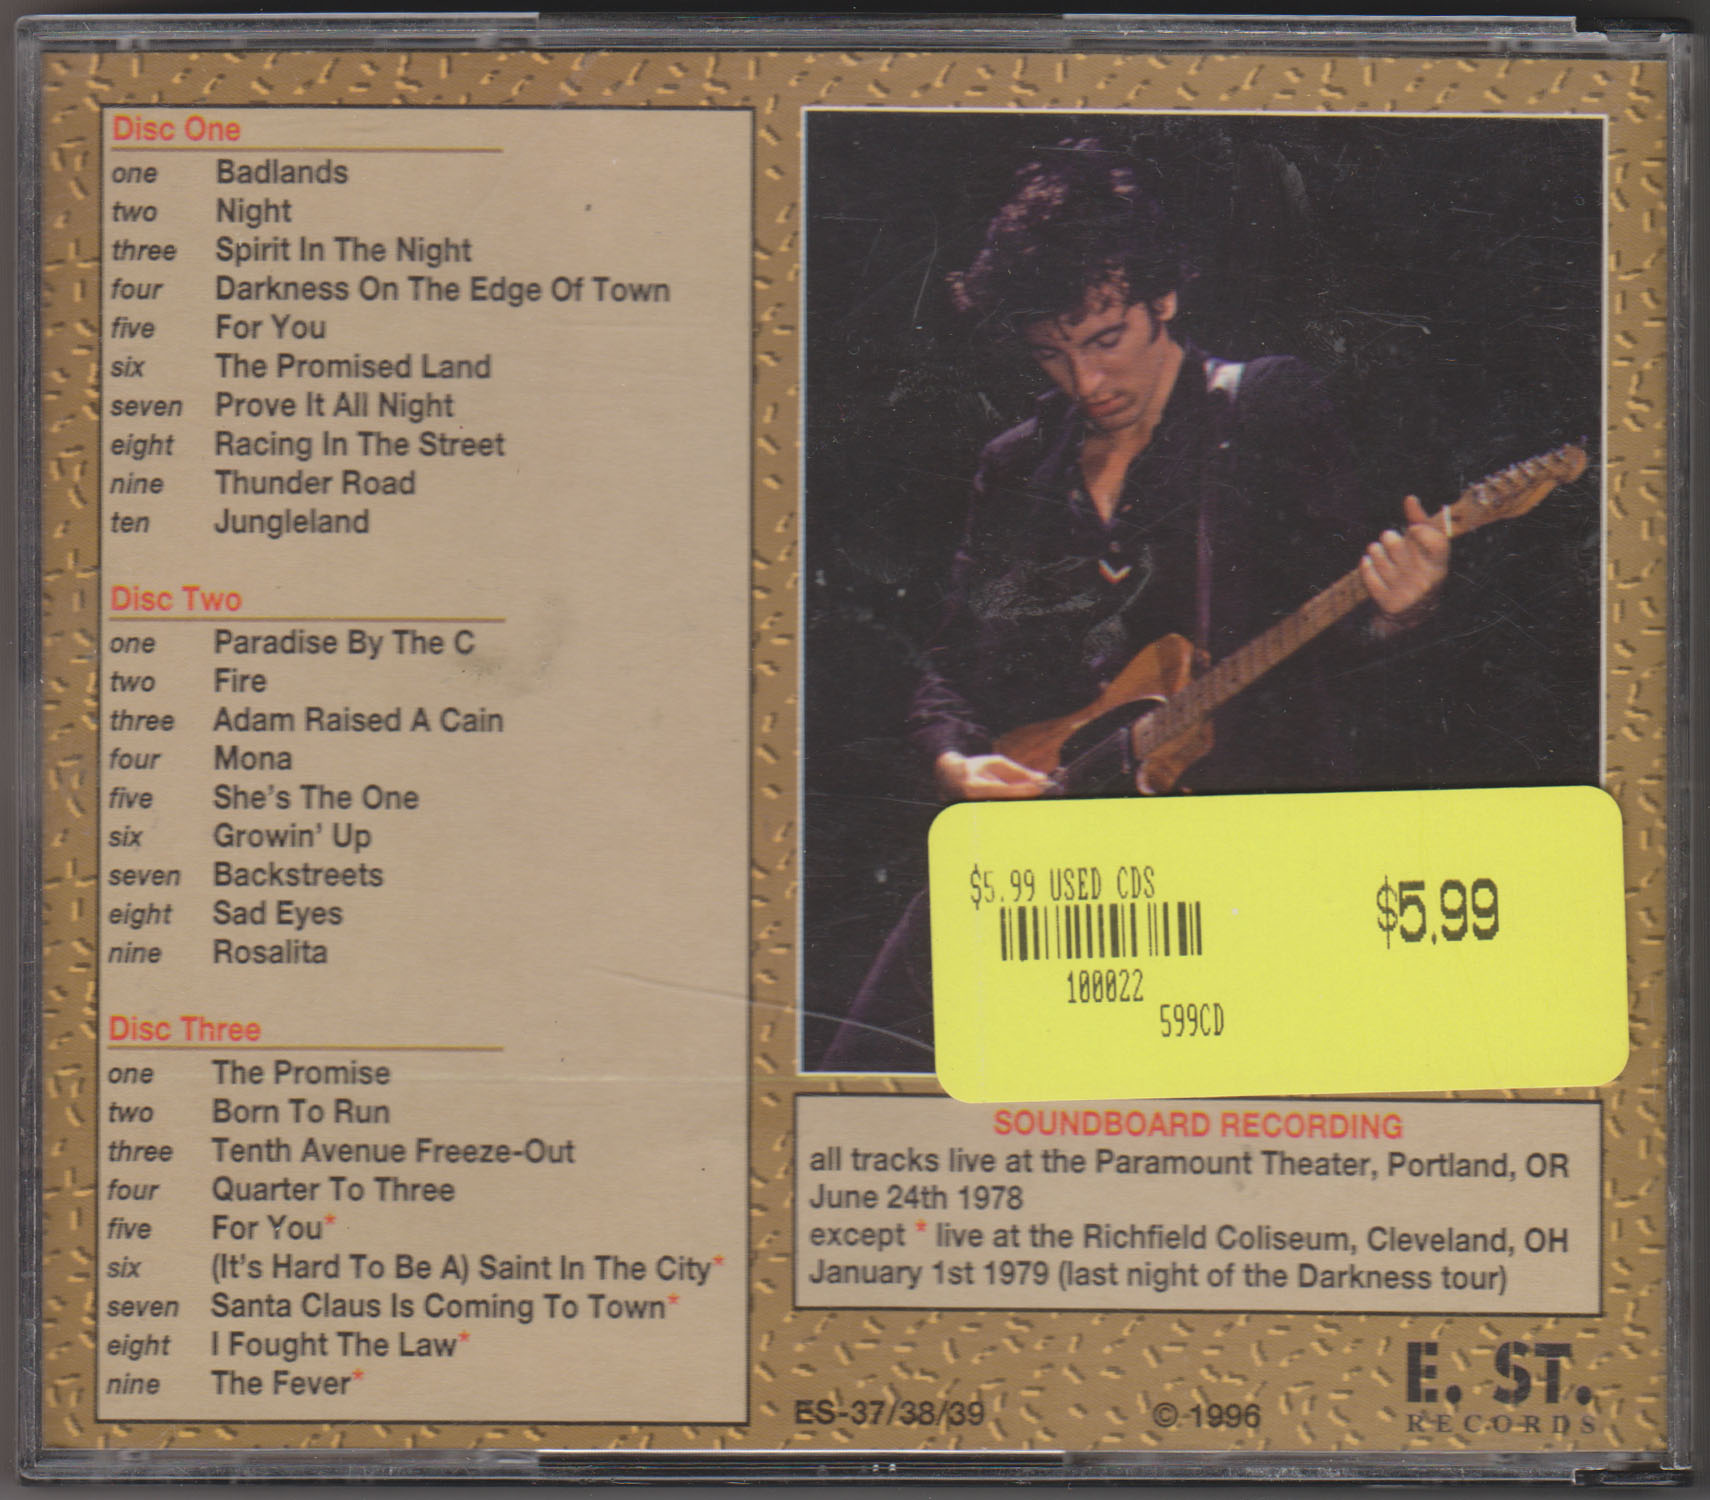 Disc One
one Badlands
two Night
three Spirit In The Night
four Darkness On The Edge Of Town
five For You
six The Promised Land
seven Prove It All Night
eight Racing In The Street
nine Thunder Road
ten Jungleland
Disc Two
one Paradise By The C
two Fire
three Adam Raised A Cain
four Mona
five She's The One
six Growin' Up
seven Backstreets
eight Sad Eyes
nine Rosalita
Disc Three
one The Promise
two Born To Run
three Tenth Avenue Freeze-Out
four Quarter To Three
five For You*
six (It's Hard To Be A) Saint In The City*
seven Santa Claus Is Coming To Town*
eight I Fought The Law*
nine The Fever*
$5.99 USED CDS
$5.99
100022
599CD
SOUNDBOARD RECORDING
all tracks live at the Paramount Theater, Portland, OR
June 24th 1978
except * live at the Richfield Coliseum, Cleveland, OH
January 1st 1979 (last night of the Darkness tour)
ES-37/38/39 © 1996
E. ST.
RECORDS